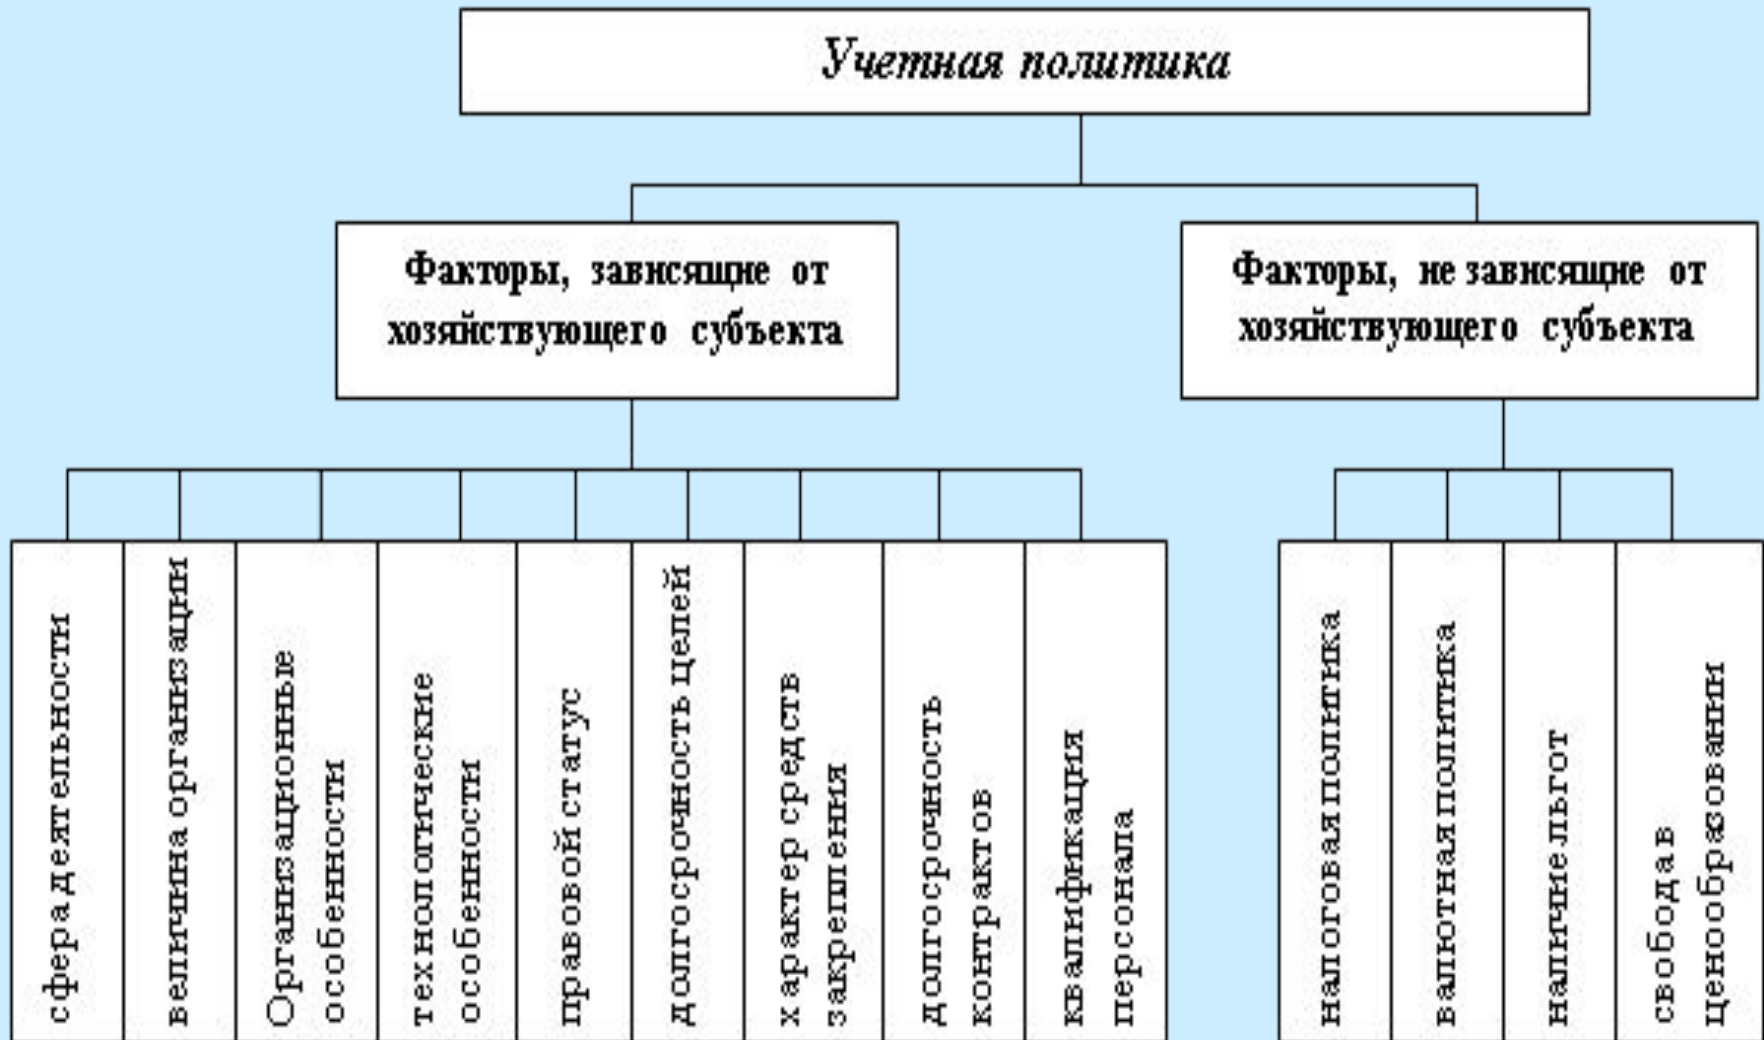 Учетная политика
Факторы, зависящие от
хозяйствующего субъекта
Факторы, не зависящие от
хозяйствующего субъекта
сфера деятельности
величина организации
Организационные
особенности
технологические
особенности
правовой статус
долгосрочность целей
характер средств
закрепления
долгосрочность
контрактов
квалификация
персонала
налоговая политика
валютная политика
наличие льгот
свобода в
ценообразовании